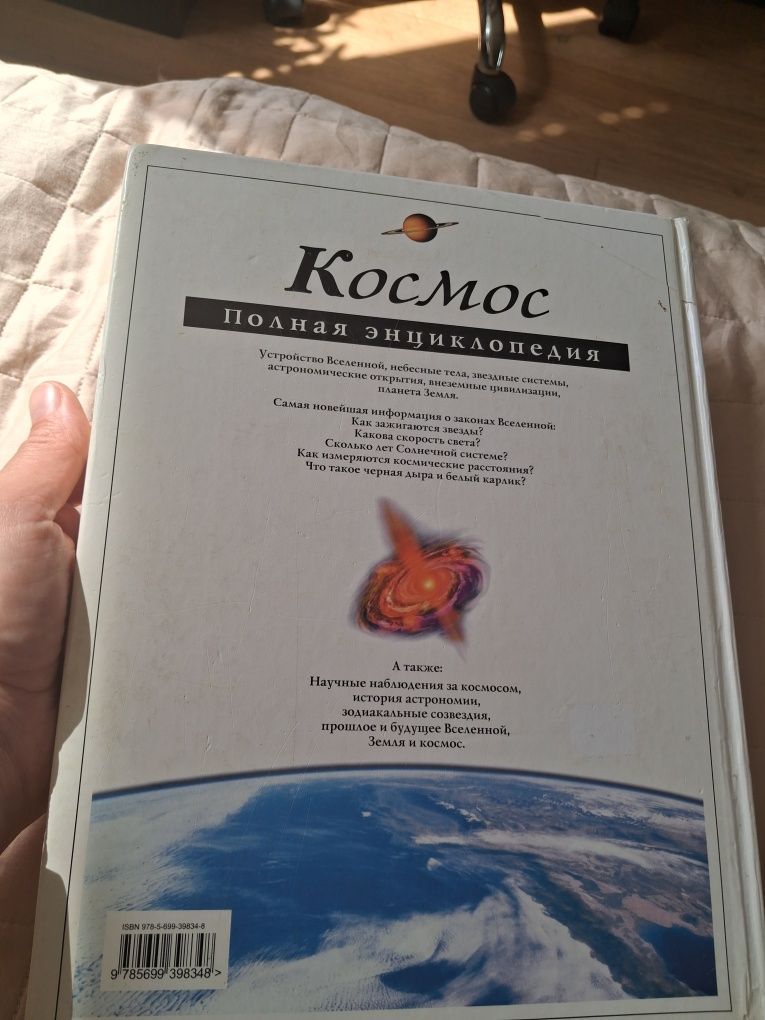 Космос
Полная энциклопедия
Устройство Вселенной, небесные тела, звездные системы,
астрономические открытия, внеземные цивилизации,
планета Земля.
Самая новейшая информация о законах Вселенной:
Как зажигаются звезды?
Какова скорость света?
Сколько лет Солнечной системе?
Как измеряются космические расстояния?
Что такое черная дыра и белый карлик?
А также:
Научные наблюдения за космосом,
история астрономии,
зодиакальные созвездия,
прошлое и будущее Вселенной,
Земля и космос.
ISBN 978-5-699-39834-8
9 785699 398348 >